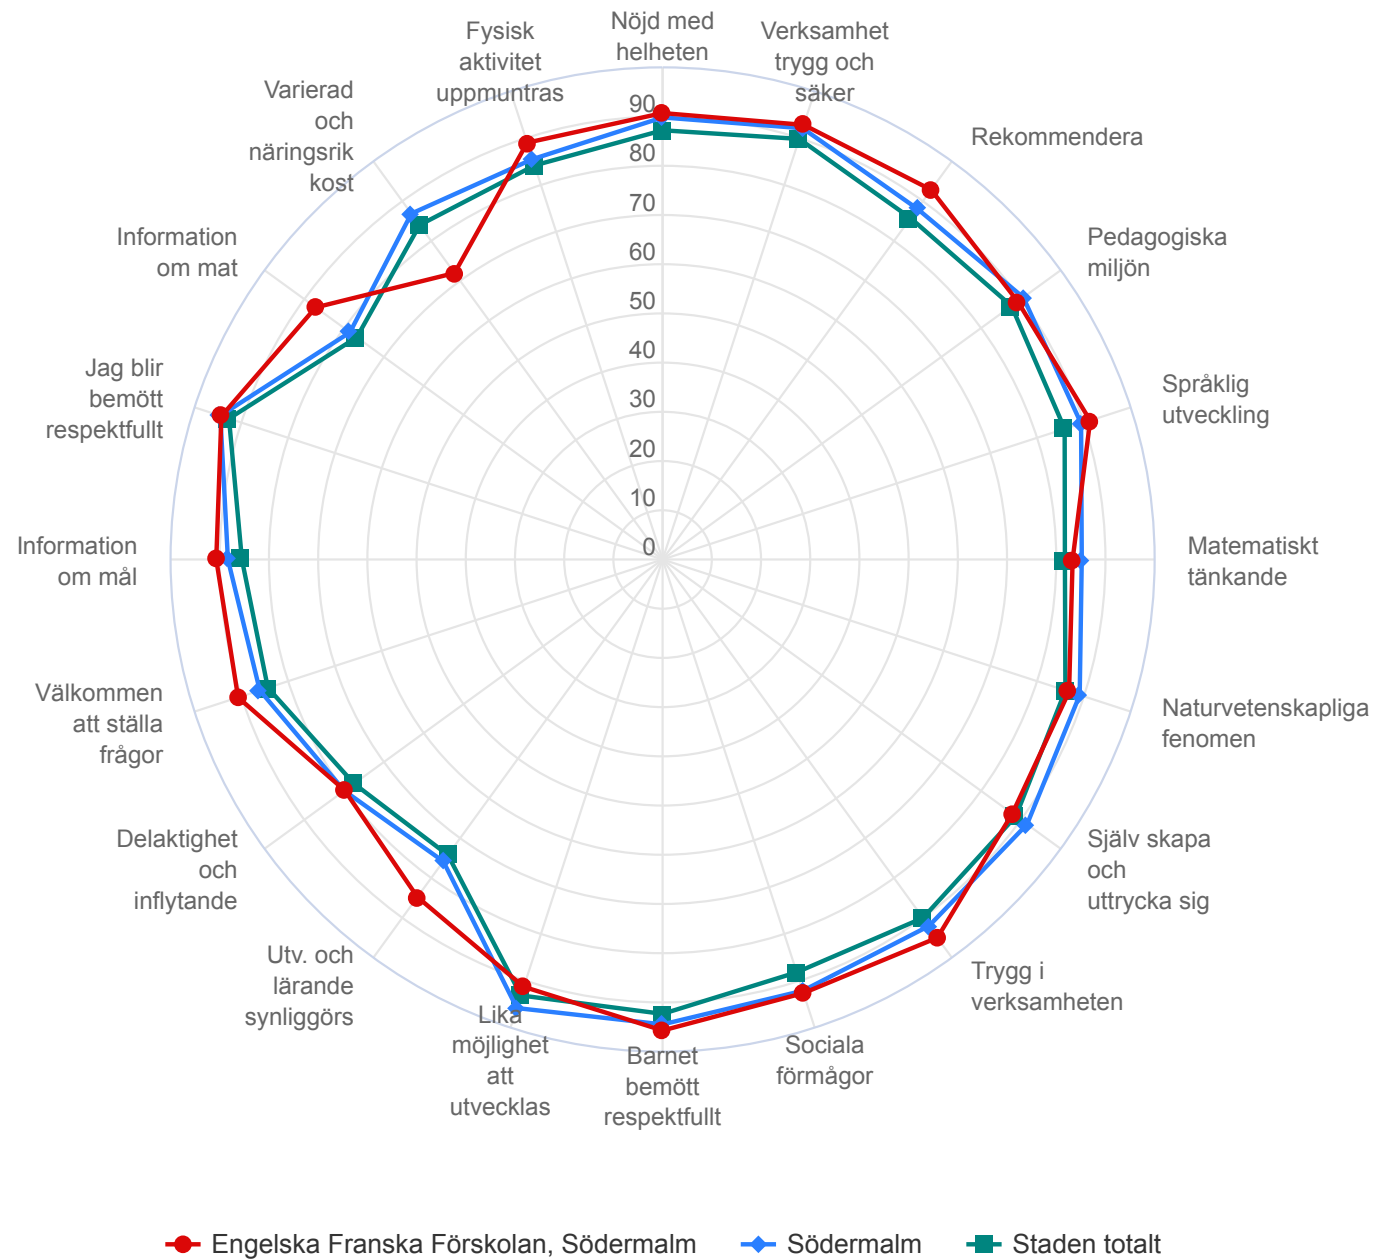 Nöjd med
helheten
Verksamhet
trygg och
säker
Rekommendera
Pedagogiska
miljön
Språklig
utveckling
Matematiskt
tänkande
Naturvetenskapliga
fenomen
Själv skapa
och
uttrycka sig
Trygg i
verksamheten
Sociala
förmågor
Barnet
bemött
respektfullt
Lika
möjlighet
att
utvecklas
Utv. och
lärande
synliggörs
Delaktighet
och
inflytande
Välkommen
att ställa
frågor
Information
om mål
Jag blir
bemött
respektfullt
Information
om mat
Varierad
och
näringsrik
kost
Fysisk
aktivitet
uppmuntras
90
80
70
60
50
40
30
20
10
0
Engelska Franska Förskolan, Södermalm
Södermalm
Staden totalt